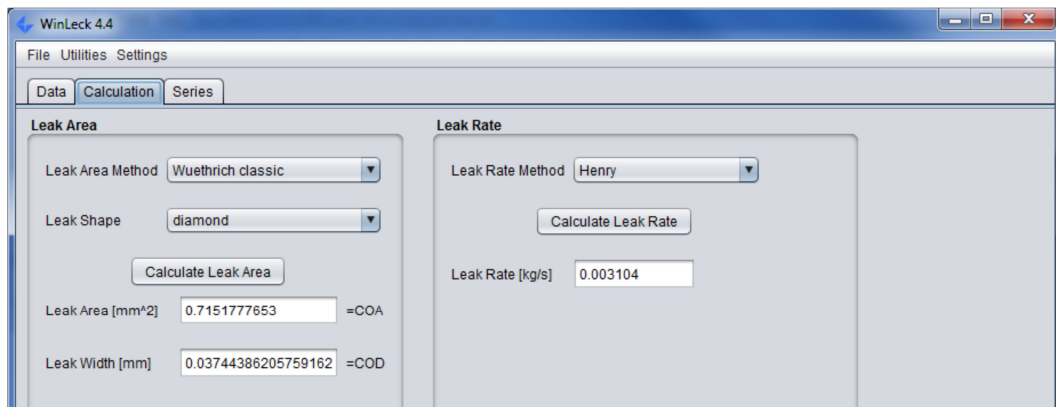 WinLeck 4.4
File Utilities Settings
Data Calculation Series
Leak Area
Leak Area Method Wuethrich classic
Leak Shape diamond
Calculate Leak Area
Leak Area [mm^2] 0.7151777653 =COA
Leak Width [mm] 0.03744386205759162 =COD
Leak Rate
Leak Rate Method Henry
Calculate Leak Rate
Leak Rate [kg/s] 0.003104